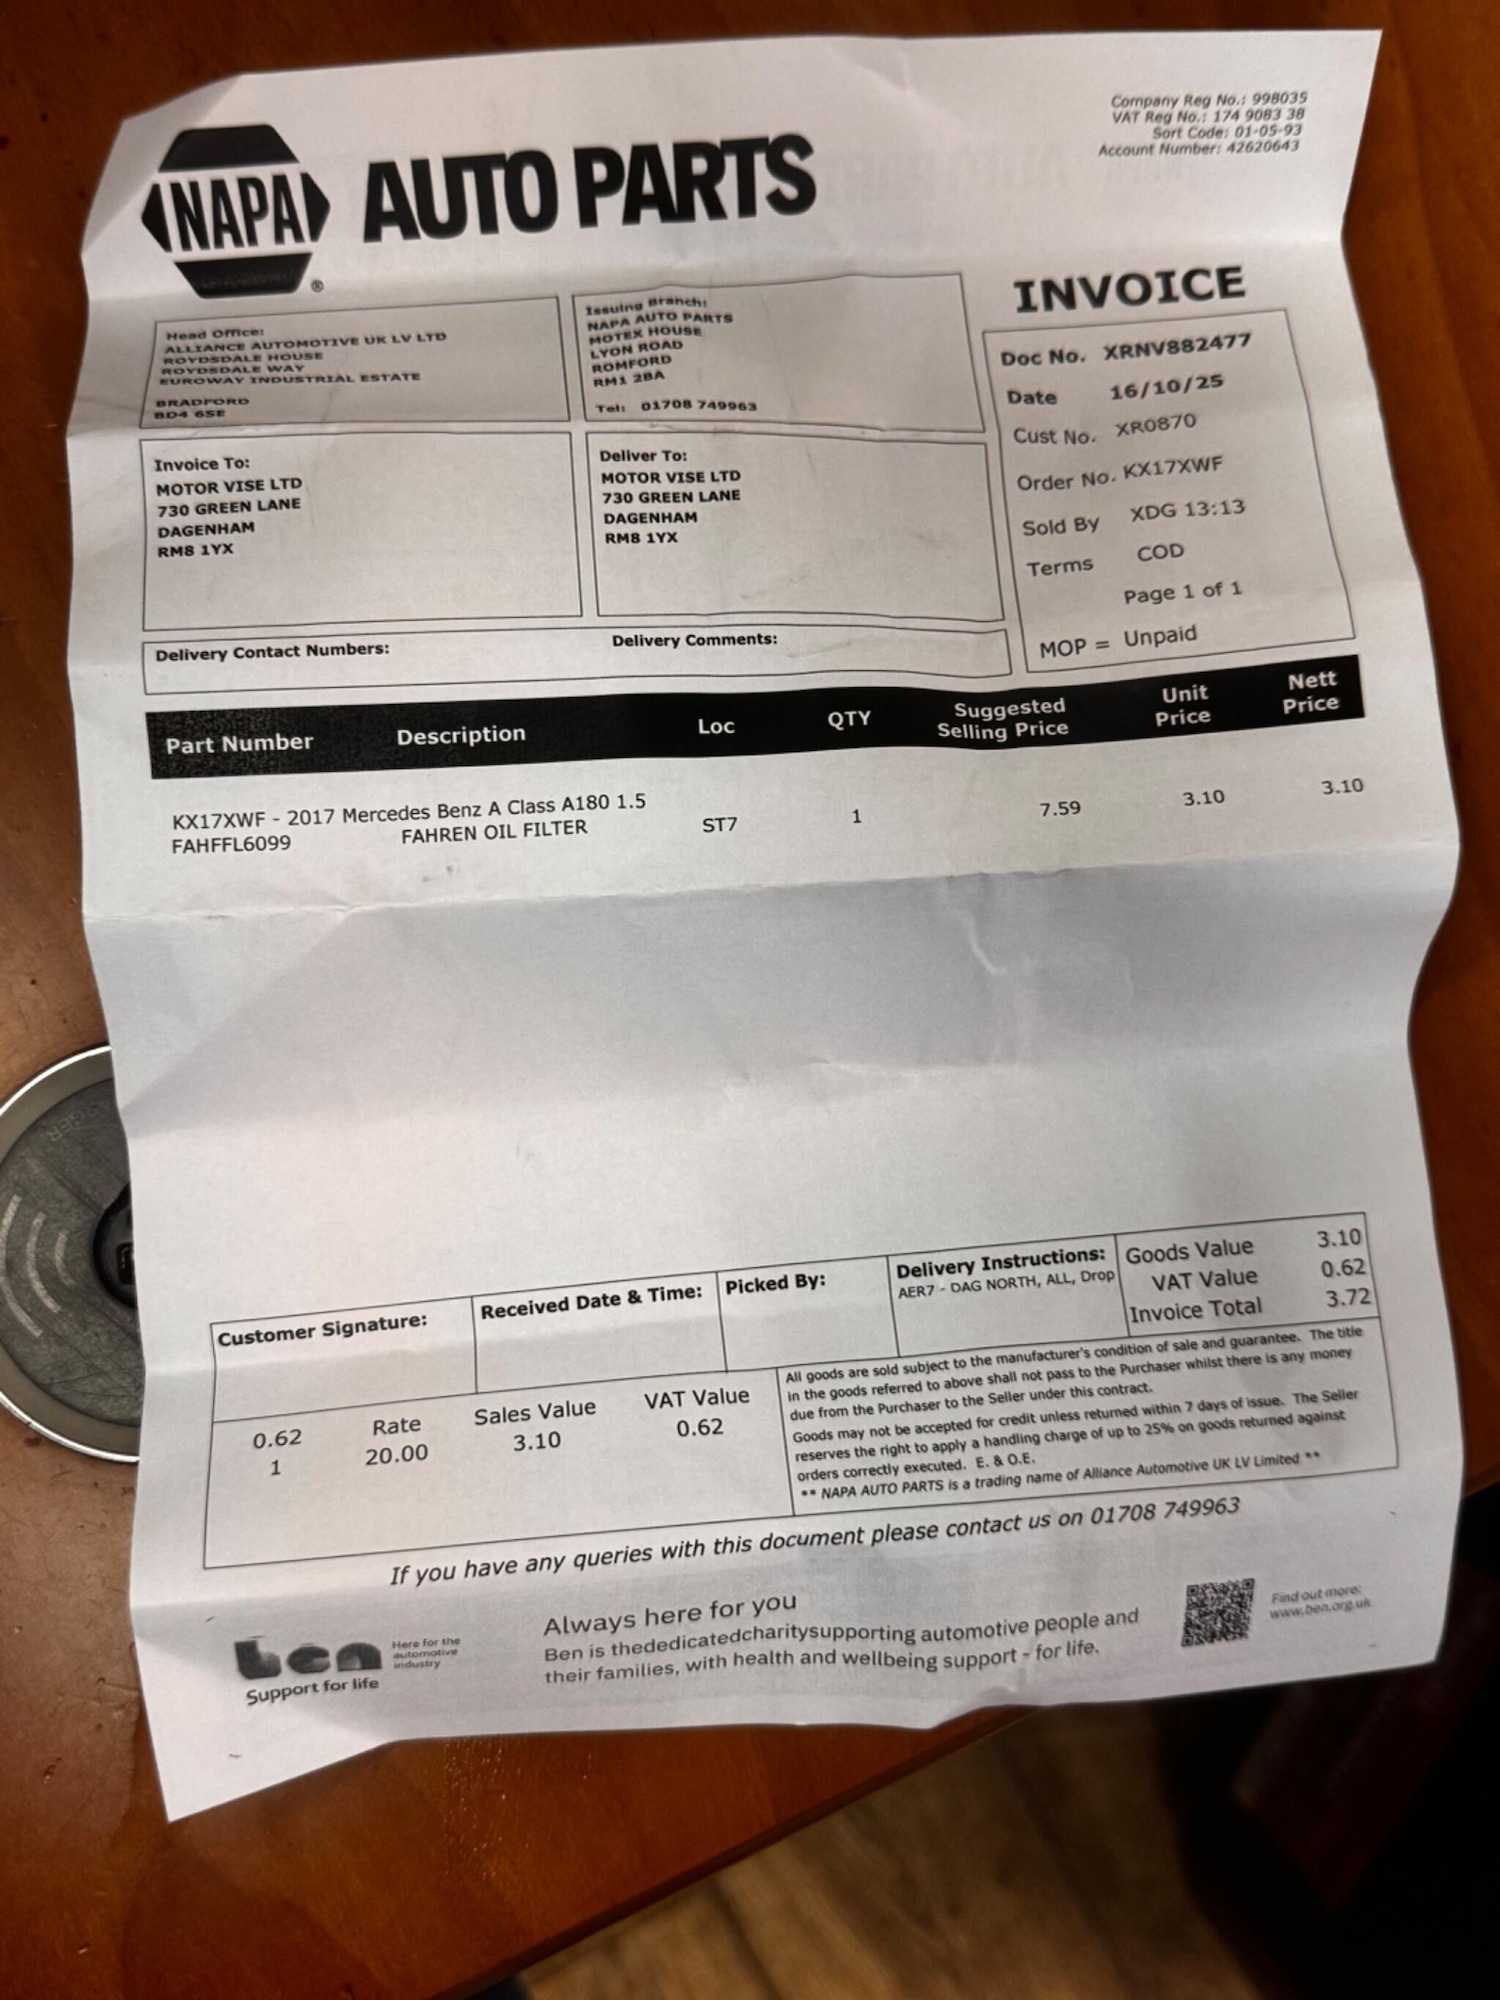 Company Reg No.: 998035
VAT Reg No.: 174 9083 38
Sort Code: 01-05-93
Account Number: 42620643
NAPA ® AUTO PARTS
INVOICE
Head Office:
ALLIANCE AUTOMOTIVE UK LV LTD
ROYDSDALE HOUSE
ROYDSDALE WAY
EUROWAY INDUSTRIAL ESTATE
BRADFORD
BD4 6SE
Issuing Branch:
NAPA AUTO PARTS
MOTEX HOUSE
LYON ROAD
ROMFORD
RM1 2BA
Tel: 01708 749963
Doc No. XRNV882477
Date 16/10/25
Cust No. XR0870
Order No. KX17XWF
Sold By XDG 13:13
Terms COD
Page 1 of 1
MOP = Unpaid
Invoice To:
MOTOR VISE LTD
730 GREEN LANE
DAGENHAM
RM8 1YX
Deliver To:
MOTOR VISE LTD
730 GREEN LANE
DAGENHAM
RM8 1YX
Delivery Contact Numbers: Delivery Comments:
Part Number Description Loc QTY Suggested Selling Price Unit Price Nett Price
KX17XWF - 2017 Mercedes Benz A Class A180 1.5
FAHFFL6099 FAHREN OIL FILTER ST7 1 7.59 3.10 3.10
Customer Signature: Received Date & Time: Picked By:
Delivery Instructions:
AER7 - DAG NORTH, ALL, Drop
Goods Value 3.10
VAT Value 0.62
Invoice Total 3.72
Rate Sales Value VAT Value
0.62
1 20.00 3.10 0.62
All goods are sold subject to the manufacturer's condition of sale and guarantee. The title
in the goods referred to above shall not pass to the Purchaser whilst there is any money
due from the Purchaser to the Seller under this contract.
Goods may not be accepted for credit unless returned within 7 days of issue. The Seller
reserves the right to apply a handling charge of up to 25% on goods returned against
orders correctly executed. E. & O.E.
** NAPA AUTO PARTS is a trading name of Alliance Automotive UK LV Limited **
If you have any queries with this document please contact us on 01708 749963
ben
Here for the
automotive
industry
Support for life
Always here for you
Ben is thededicatedcharitysupporting automotive people and
their families, with health and wellbeing support - for life.
Find out more:
www.ben.org.uk